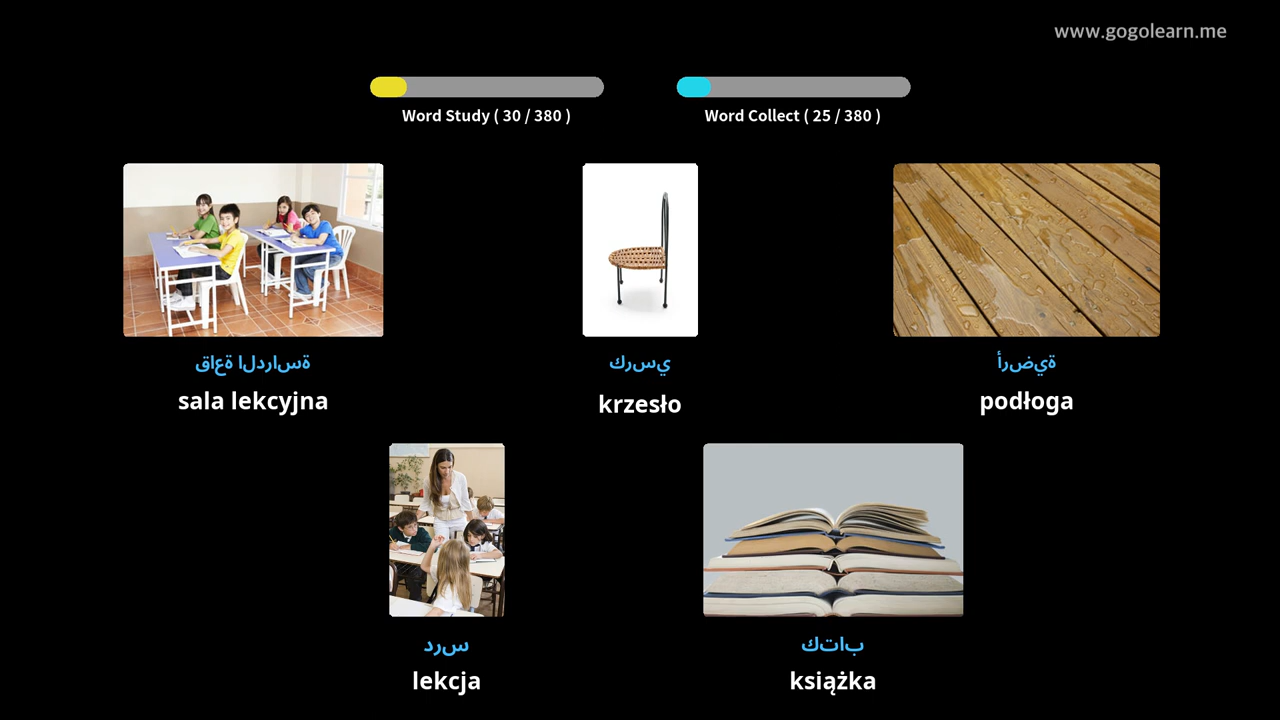 www.gogolearn.me
Word Study ( 30 / 380 )
Word Collect ( 25 / 380 )
قاعة الدراسة
sala lekcyjna
كرسي
krzesło
أرضية
podłoga
درس
lekcja
كتاب
książka